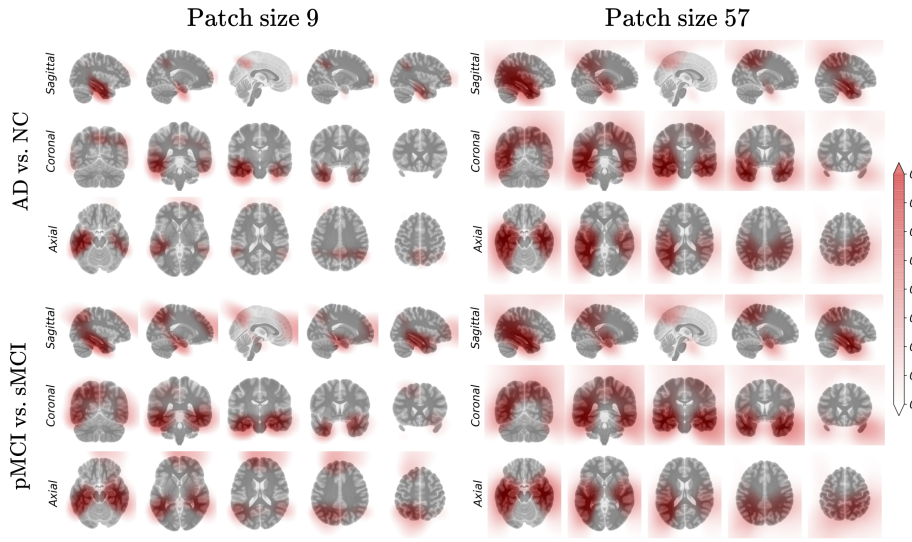 Patch size 9
Patch size 57
AD vs. NC
Sagittal
Coronal
Axial
Sagittal
Coronal
Axial
pMCI vs. sMCI
Sagittal
Coronal
Axial
Sagittal
Coronal
Axial